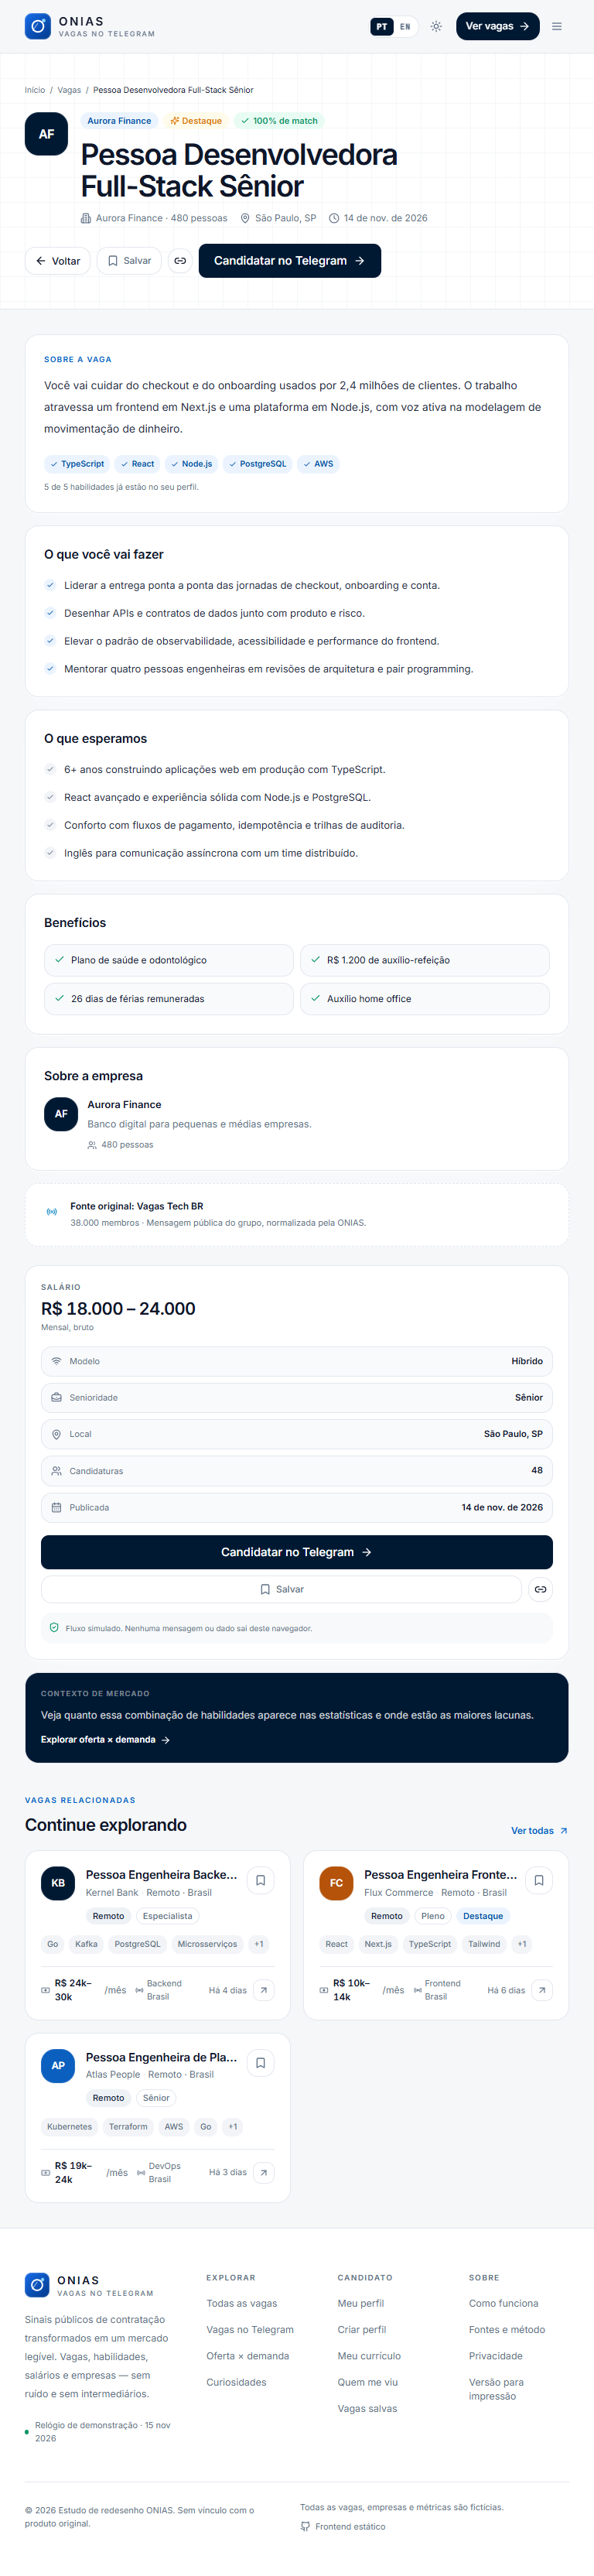 ONIAS
VAGAS NO TELEGRAM
PT EN
Ver vagas
Início / Vagas / Pessoa Desenvolvedora Full-Stack Sênior
AF
Aurora Finance Destaque 100% de match
Pessoa Desenvolvedora
Full-Stack Sênior
Aurora Finance · 480 pessoas São Paulo, SP 14 de nov. de 2026
Voltar Salvar Candidatar no Telegram
SOBRE A VAGA
Você vai cuidar do checkout e do onboarding usados por 2,4 milhões de clientes. O trabalho
atravessa um frontend em Next.js e uma plataforma em Node.js, com voz ativa na modelagem de
movimentação de dinheiro.
TypeScript React Node.js PostgreSQL AWS
5 de 5 habilidades já estão no seu perfil.
O que você vai fazer
Liderar a entrega ponta a ponta das jornadas de checkout, onboarding e conta.
Desenhar APIs e contratos de dados junto com produto e risco.
Elevar o padrão de observabilidade, acessibilidade e performance do frontend.
Mentorar quatro pessoas engenheiras em revisões de arquitetura e pair programming.
O que esperamos
6+ anos construindo aplicações web em produção com TypeScript.
React avançado e experiência sólida com Node.js e PostgreSQL.
Conforto com fluxos de pagamento, idempotência e trilhas de auditoria.
Inglês para comunicação assíncrona com um time distribuído.
Benefícios
Plano de saúde e odontológico
R$ 1.200 de auxílio-refeição
26 dias de férias remuneradas
Auxílio home office
Sobre a empresa
AF
Aurora Finance
Banco digital para pequenas e médias empresas.
480 pessoas
Fonte original: Vagas Tech BR
38.000 membros · Mensagem pública do grupo, normalizada pela ONIAS.
SALÁRIO
R$ 18.000 – 24.000
Mensal, bruto
Modelo Híbrido
Senioridade Sênior
Local São Paulo, SP
Candidaturas 48
Publicada 14 de nov. de 2026
Candidatar no Telegram
Salvar
Fluxo simulado. Nenhuma mensagem ou dado sai deste navegador.
CONTEXTO DE MERCADO
Veja quanto essa combinação de habilidades aparece nas estatísticas e onde estão as maiores lacunas.
Explorar oferta × demanda
VAGAS RELACIONADAS
Continue explorando
Ver todas
KB
Pessoa Engenharia Backe...
Kernel Bank · Remoto · Brasil
Remoto Especialista
Go Kafka PostgreSQL Microsserviços +1
R$ 24k–
30k
/mês
Backend
Brasil
Há 4 dias
FC
Pessoa Engenheira Fronte...
Flux Commerce · Remoto · Brasil
Remoto Pleno Destaque
React Next.js TypeScript Tailwind +1
R$ 10k–
14k
/mês
Frontend
Brasil
Há 6 dias
AP
Pessoa Engenheira de Pla...
Atlas People · Remoto · Brasil
Remoto Sênior
Kubernetes Terraform AWS Go +1
R$ 19k–
24k
/mês
DevOps
Brasil
Há 3 dias
ONIAS
VAGAS NO TELEGRAM
Sinais públicos de contratação
transformados em um mercado
legível. Vagas, habilidades,
salários e empresas — sem
ruído e sem intermediários.
Relógio de demonstração · 15 nov
2026
EXPLORAR
Todas as vagas
Vagas no Telegram
Oferta × demanda
Curiosidades
CANDIDATO
Meu perfil
Criar perfil
Meu currículo
Quem me viu
Vagas salvas
SOBRE
Como funciona
Fontes e método
Privacidade
Versão para
impressão
© 2026 Estudo de redesenho ONIAS. Sem vínculo com o
produto original.
Todas as vagas, empresas e métricas são fictícias.
Frontend estático